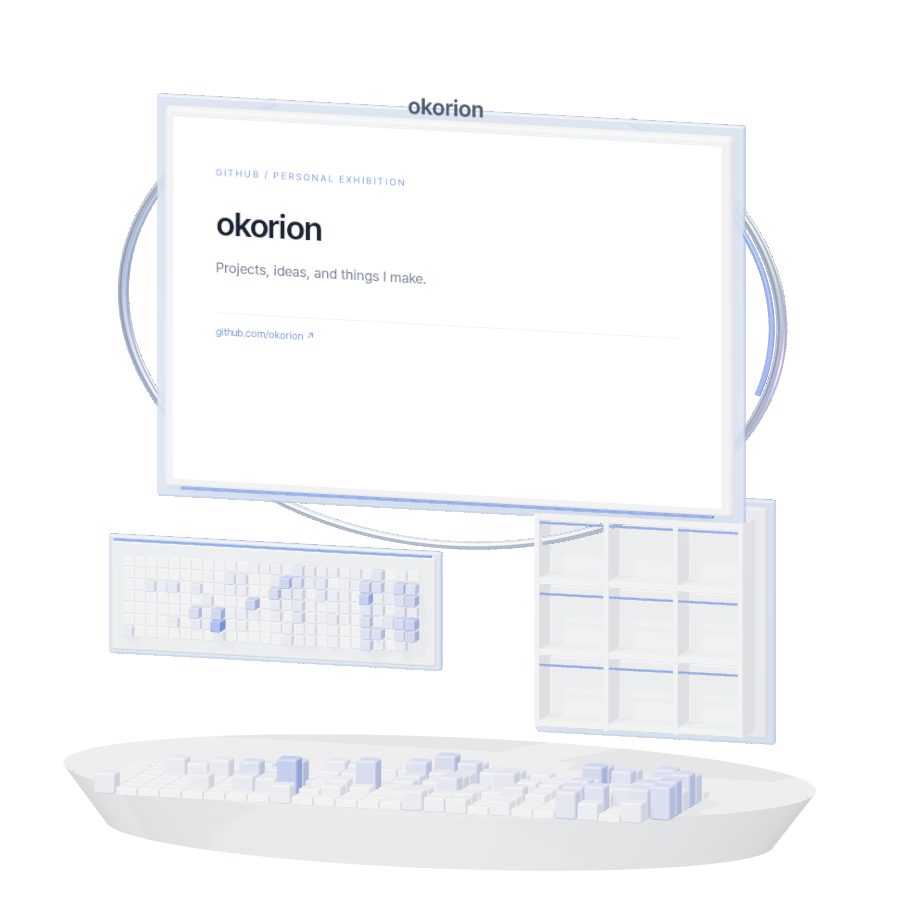 okorion
GITHUB / PERSONAL EXHIBITION
okorion
Projects, ideas, and things I make.
github.com/okorion ↗